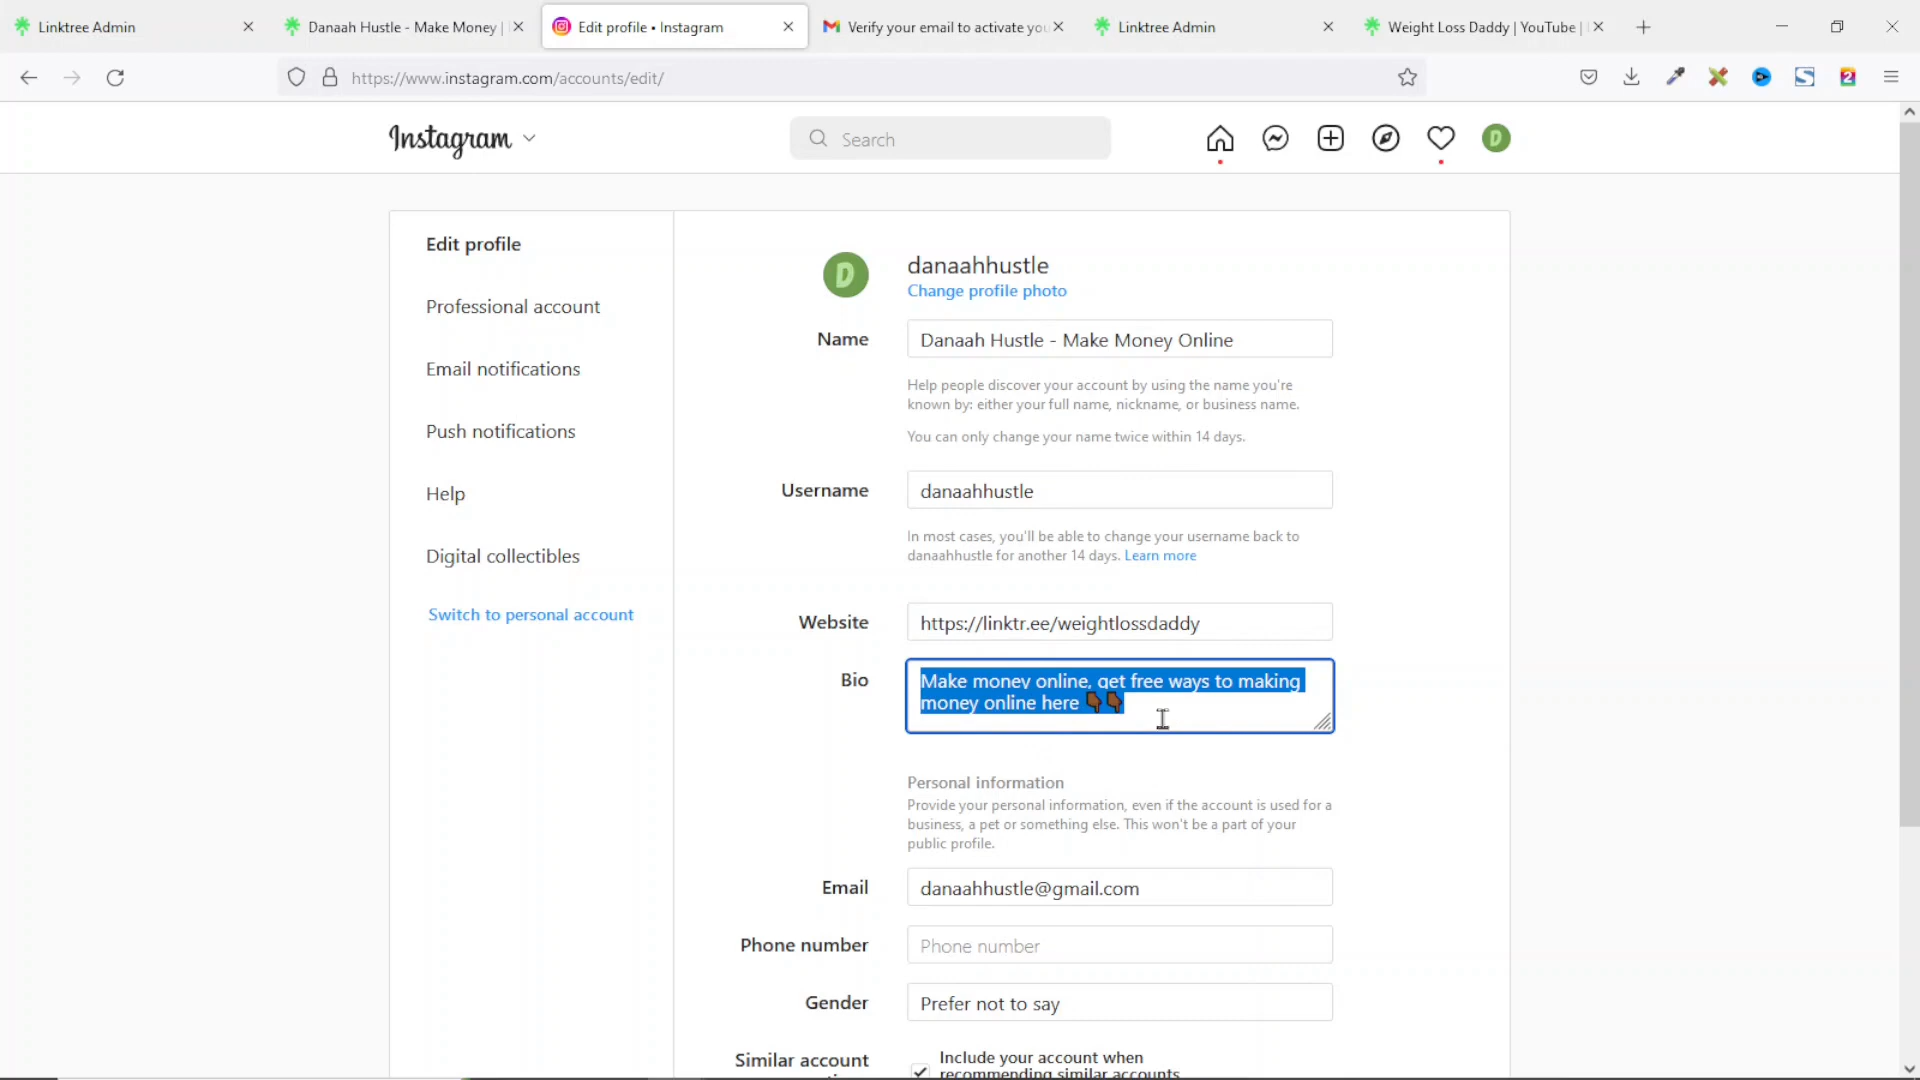 Linktree Admin
Danaah Hustle - Make Money |
Edit profile • Instagram
Verify your email to activate yo
Linktree Admin
Weight Loss Daddy | YouTube |
https://www.instagram.com/accounts/edit/
Instagram
Search
D
Edit profile
Professional account
Email notifications
Push notifications
Help
Digital collectibles
Switch to personal account
D
danaahhustle
Change profile photo
Name
Danaah Hustle - Make Money Online
Help people discover your account by using the name you're
known by: either your full name, nickname, or business name.
You can only change your name twice within 14 days.
Username
danaahhustle
In most cases, you'll be able to change your username back to
danaahhustle for another 14 days. Learn more
Website
https://linktr.ee/weightlossdaddy
Bio
Make money online, get free ways to making
money online here 👇🏿👇🏿
Personal information
Provide your personal information, even if the account is used for a
business, a pet or something else. This won't be a part of your
public profile.
Email
danaahhustle@gmail.com
Phone number
Phone number
Gender
Prefer not to say
Similar account
Include your account when
recommending similar accounts